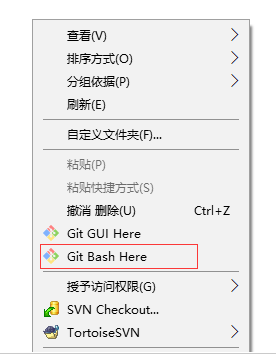 查看(V)
排序方式(O)
分组依据(P)
刷新(E)
自定义文件夹(F)...
粘贴(P)
粘贴快捷方式(S)
撤消 删除(U) Ctrl+Z
Git GUI Here
Git Bash Here
授予访问权限(G)
SVN Checkout...
TortoiseSVN